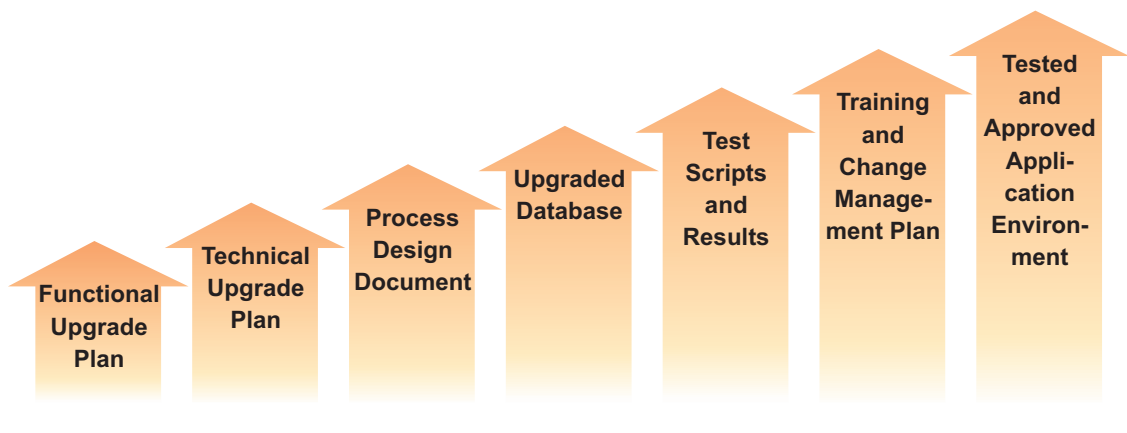 Functional
Upgrade
Plan
Technical
Upgrade
Plan
Process
Design
Document
Upgraded
Database
Test
Scripts
and
Results
Training
and
Change
Manage-
ment Plan
Tested
and
Approved
Appli-
cation
Environ-
ment